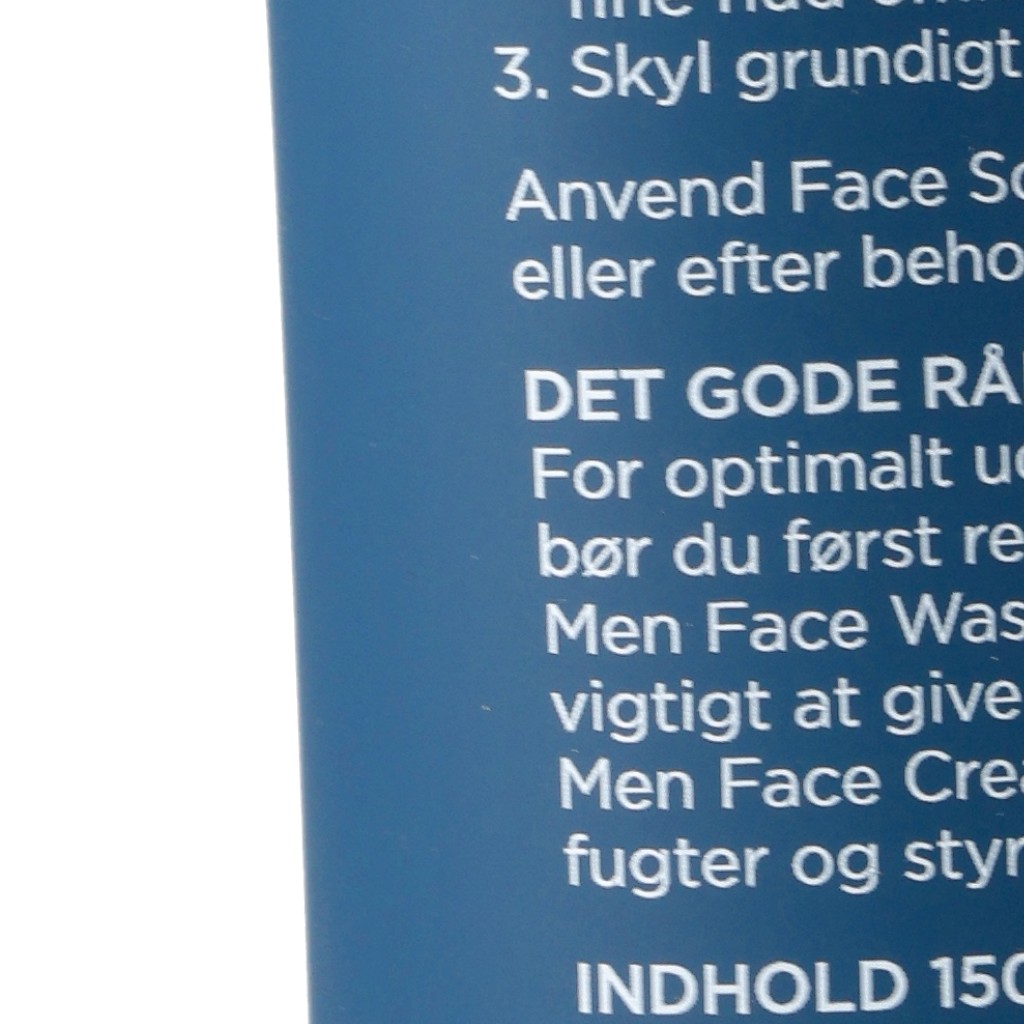 3. Skyl grundigt
Anvend Face
eller efter
DET GODE
For optimalt
bør du først
Men Face
vigtigt at give
Men Face
fugter og
INDHOLD